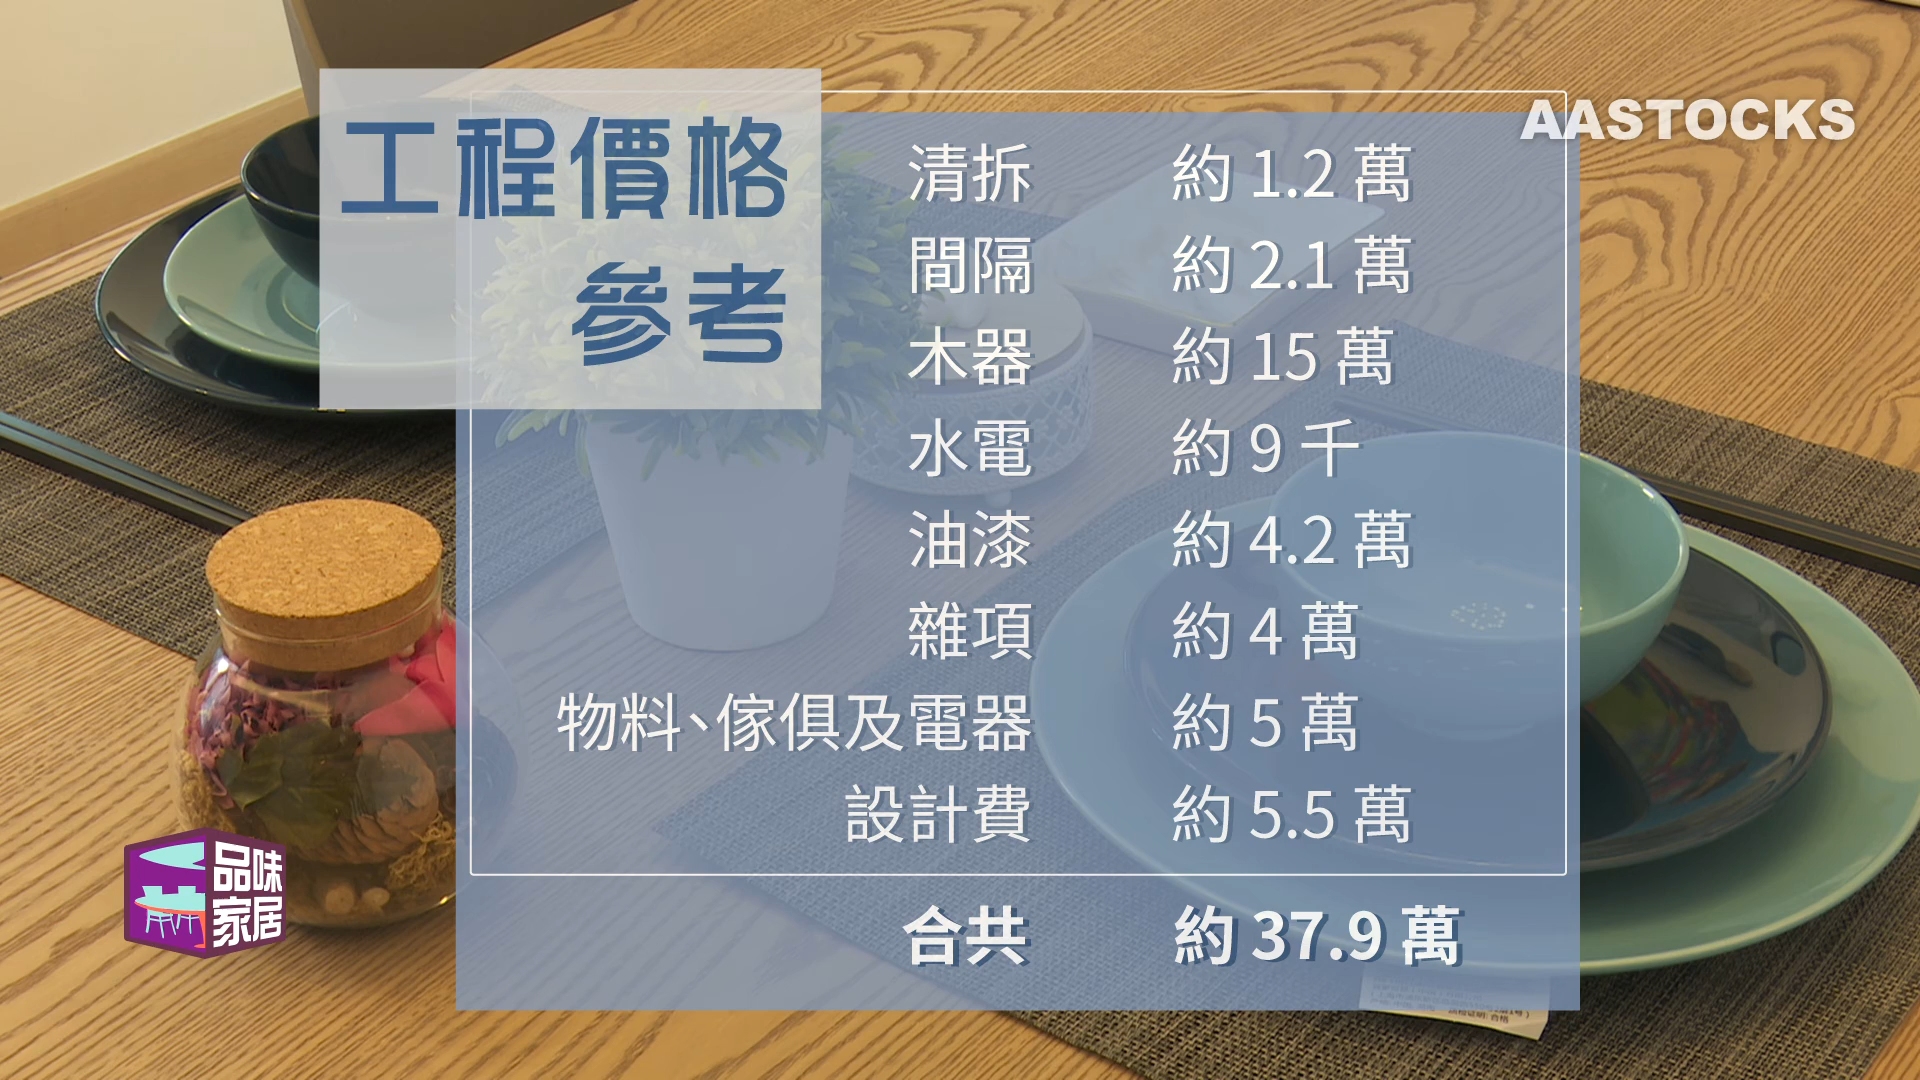 AASTOCKS
工程價格
參考
清拆 約 1.2 萬
間隔 約 2.1 萬
木器 約 15 萬
水電 約 9 千
油漆 約 4.2 萬
雜項 約 4 萬
物料、傢俱及電器 約 5 萬
設計費 約 5.5 萬
合共 約 37.9 萬
品味
家居